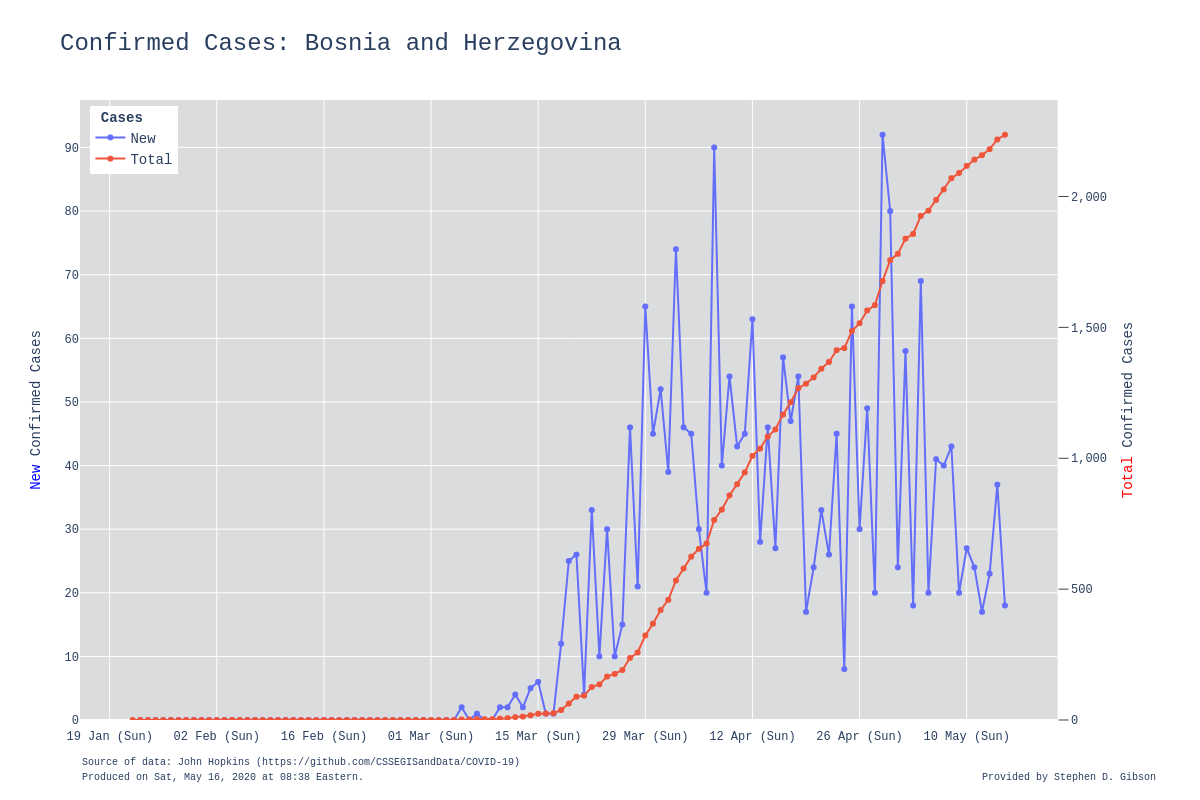 Confirmed Cases: Bosnia and Herzegovina
Cases
New
Total
90
80
70
60
50
40
30
20
10
0
New Confirmed Cases
2,000
1,500
1,000
500
0
Total Confirmed Cases
19 Jan (Sun) 02 Feb (Sun) 16 Feb (Sun) 01 Mar (Sun) 15 Mar (Sun) 29 Mar (Sun) 12 Apr (Sun) 26 Apr (Sun) 10 May (Sun)
Source of data: John Hopkins (https://github.com/CSSEGISandData/COVID-19)
Produced on Sat, May 16, 2020 at 08:38 Eastern.
Provided by Stephen D. Gibson